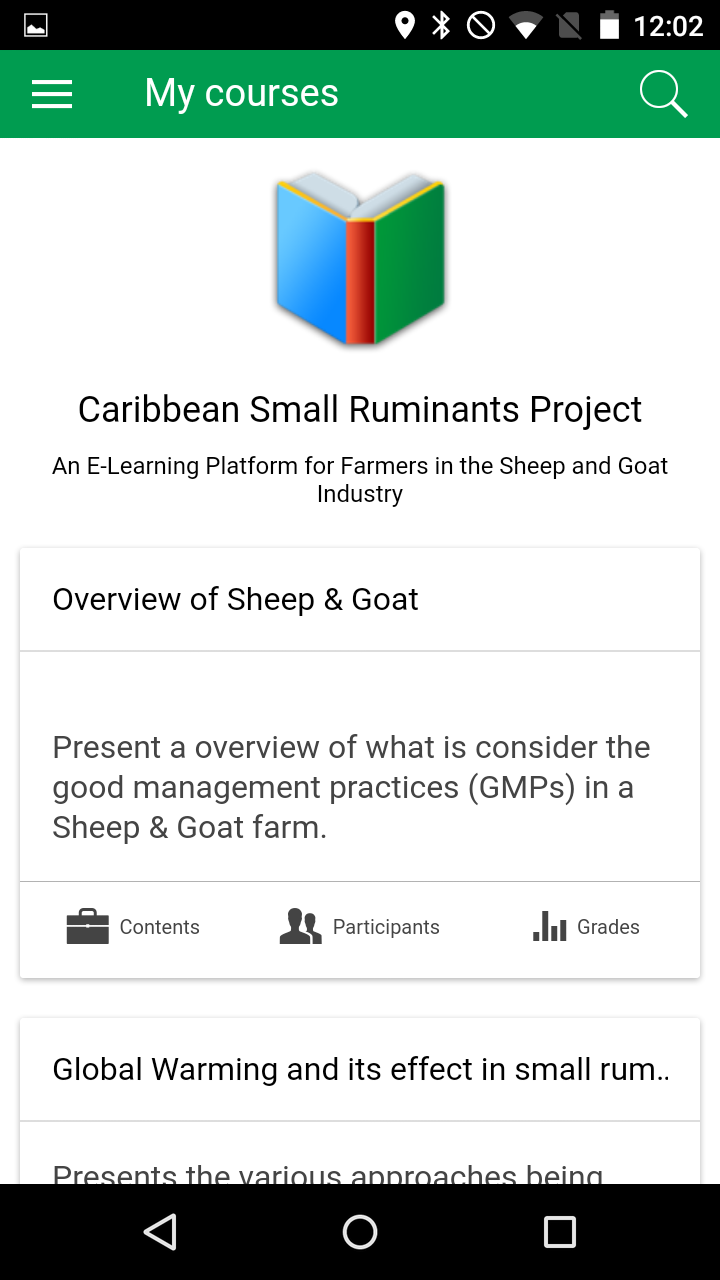 12:02
My courses
Caribbean Small Ruminants Project
An E-Learning Platform for Farmers in the Sheep and Goat
Industry
Overview of Sheep & Goat
Present a overview of what is consider the
good management practices (GMPs) in a
Sheep & Goat farm.
Contents Participants Grades
Global Warming and its effect in small rum..
Presents the various approaches being